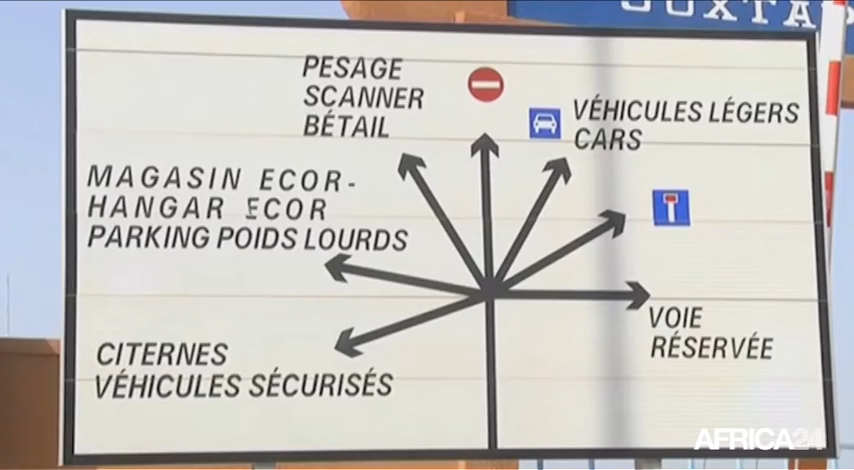 PESAGE
SCANNER
BÉTAIL
VÉHICULES LÉGERS
CARS
MAGASIN ECOR-
HANGAR ECOR
PARKING POIDS LOURDS
VOIE
RÉSERVÉE
CITERNES
VÉHICULES SÉCURISÉS
AFRICA24